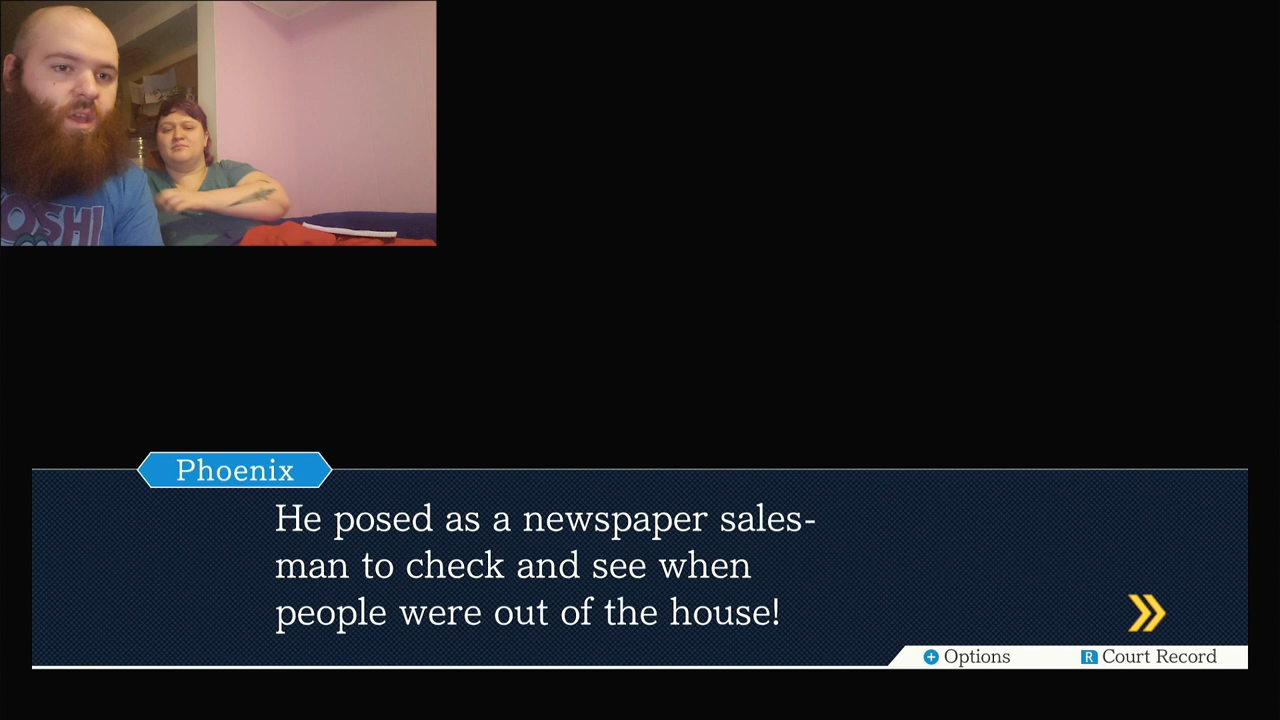 OSHI
Phoenix
He posed as a newspaper sales-
man to check and see when
people were out of the house!
+ Options
R Court Record